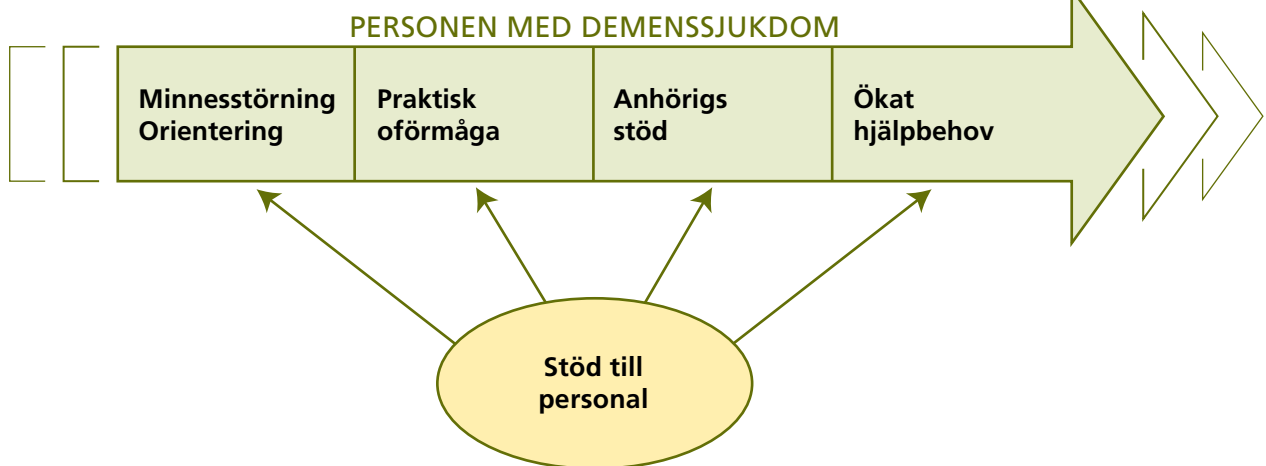 PERSONEN MED DEMENSSJUKDOM
Minnesstörning
Orientering
Praktisk
oförmåga
Anhörigs
stöd
Ökat
hjälpbehov
Stöd till
personal